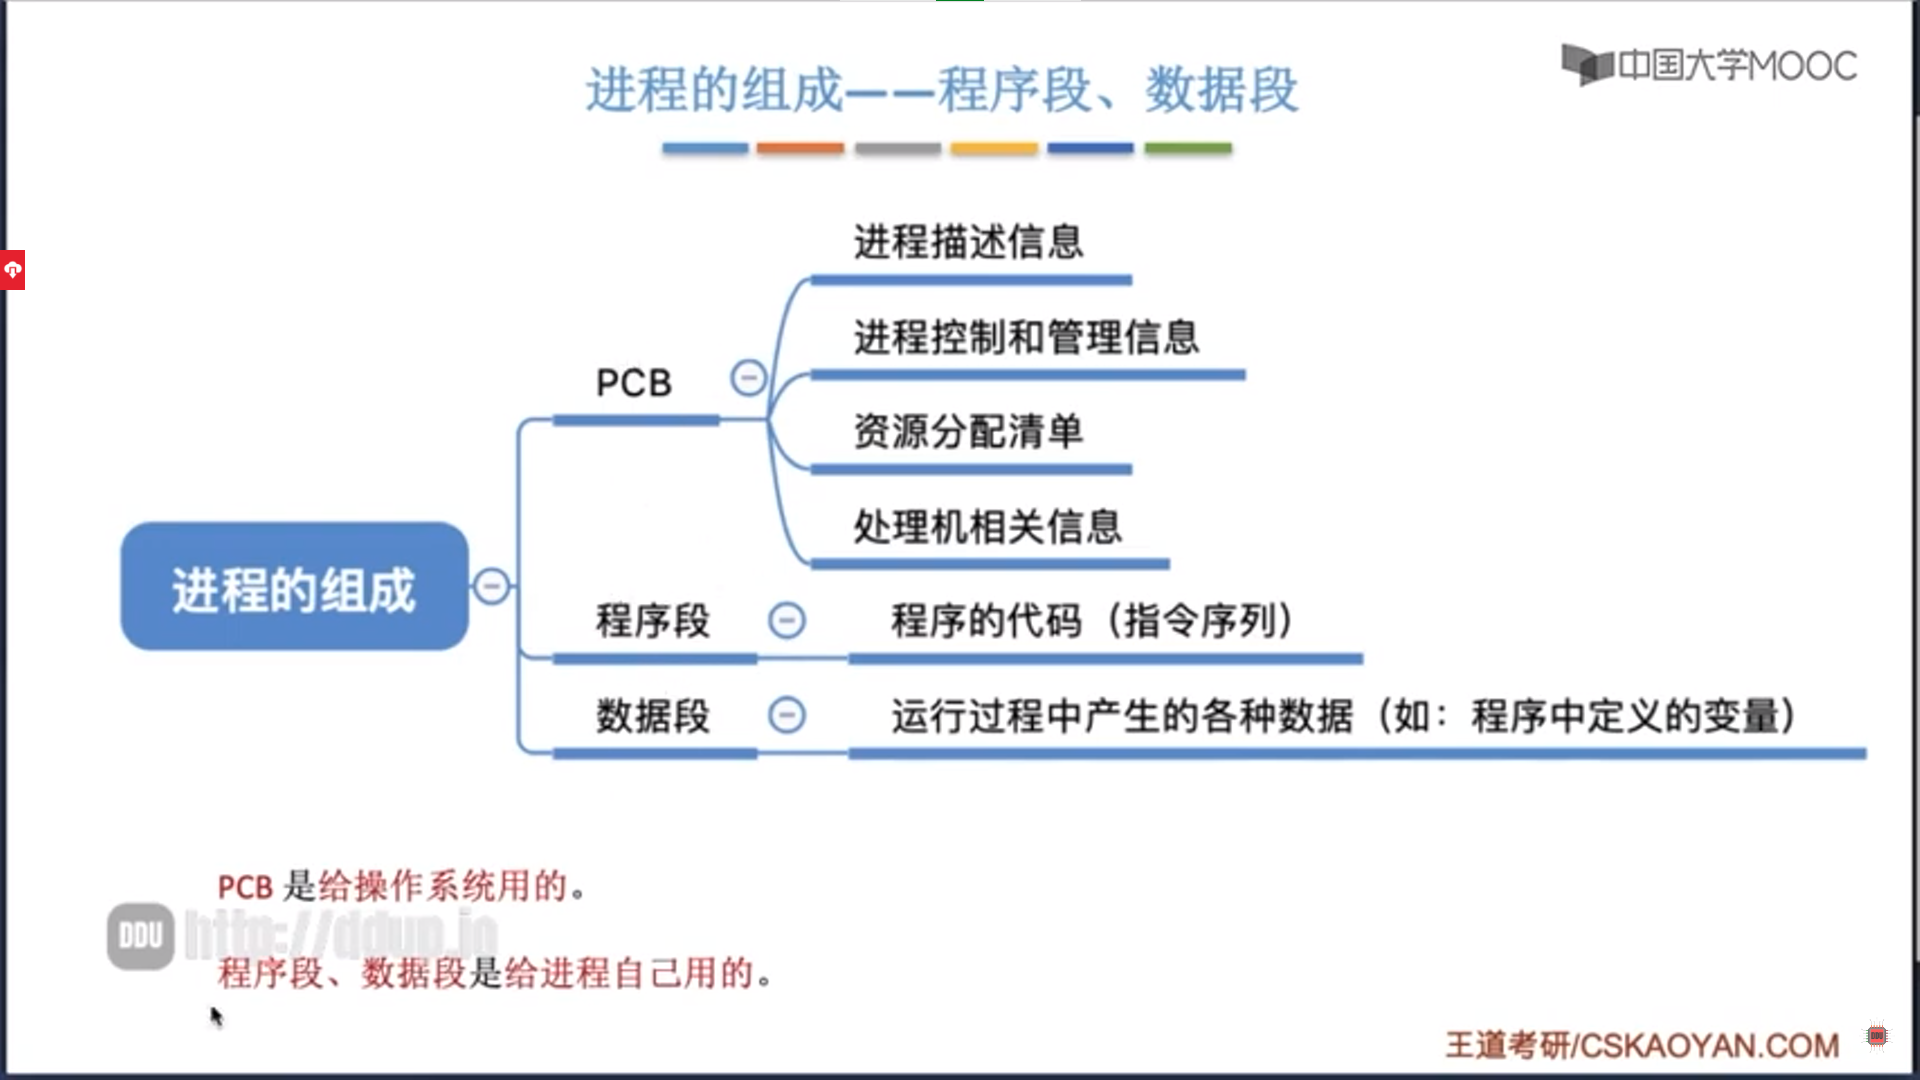 进程的组成——程序段、数据段
中国大学MOOC
进程描述信息
进程控制和管理信息
PCB
资源分配清单
处理机相关信息
进程的组成
程序段
程序的代码（指令序列）
数据段
运行过程中产生的各种数据（如：程序中定义的变量）
PCB 是给操作系统用的。
DDU http://ddup.io
程序段、数据段是给进程自己用的。
王道考研/CSKAOYAN.COM